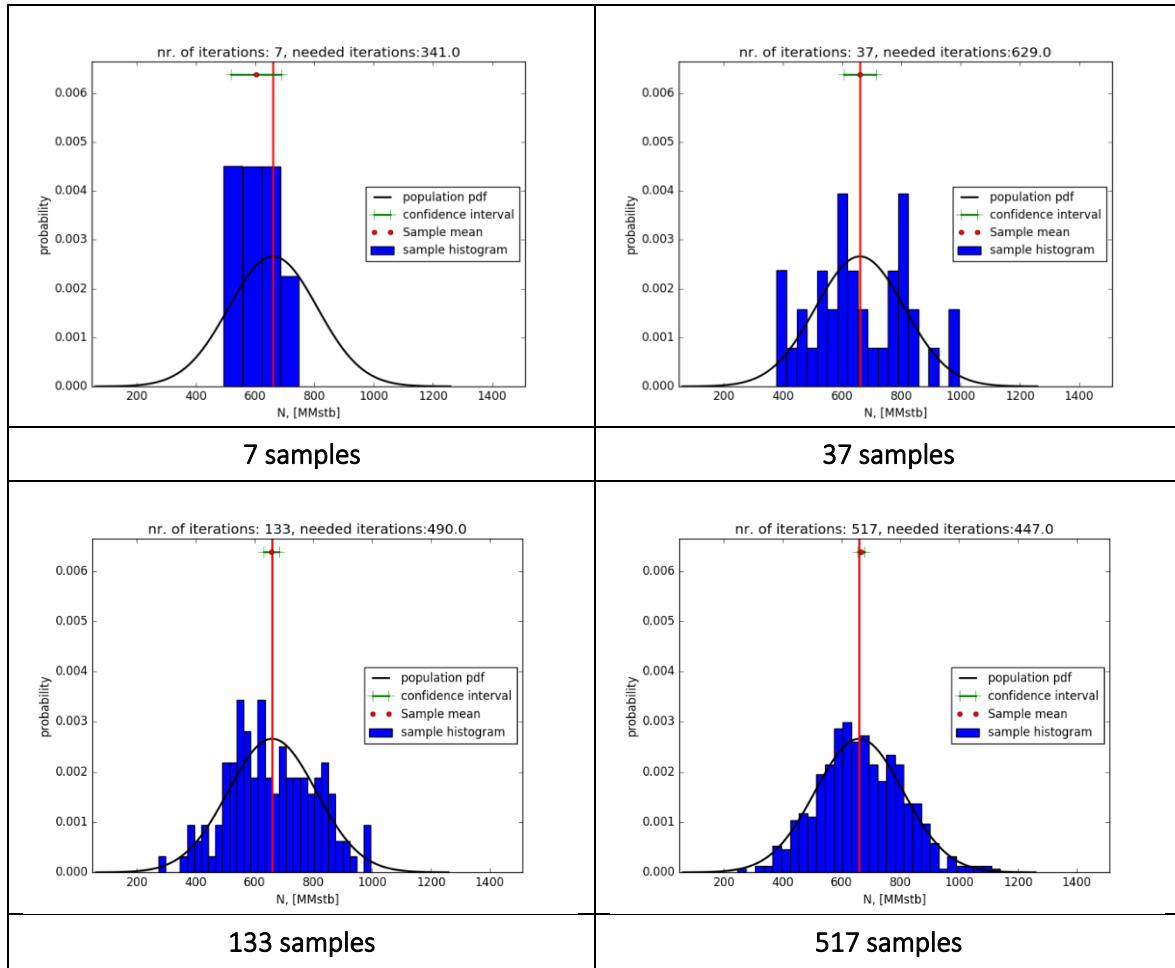 nr. of iterations: 7, needed iterations:341.0
0.006
0.005
0.004
0.003
0.002
0.001
0.000
probability
population pdf
confidence interval
Sample mean
sample histogram
200 400 600 800 1000 1200 1400
N, [MMstb]
7 samples
nr. of iterations: 37, needed iterations:629.0
0.006
0.005
0.004
0.003
0.002
0.001
0.000
probability
population pdf
confidence interval
Sample mean
sample histogram
200 400 600 800 1000 1200 1400
N, [MMstb]
37 samples
nr. of iterations: 133, needed iterations:490.0
0.006
0.005
0.004
0.003
0.002
0.001
0.000
probability
population pdf
confidence interval
Sample mean
sample histogram
200 400 600 800 1000 1200 1400
N, [MMstb]
133 samples
nr. of iterations: 517, needed iterations:447.0
0.006
0.005
0.004
0.003
0.002
0.001
0.000
probability
population pdf
confidence interval
Sample mean
sample histogram
200 400 600 800 1000 1200 1400
N, [MMstb]
517 samples